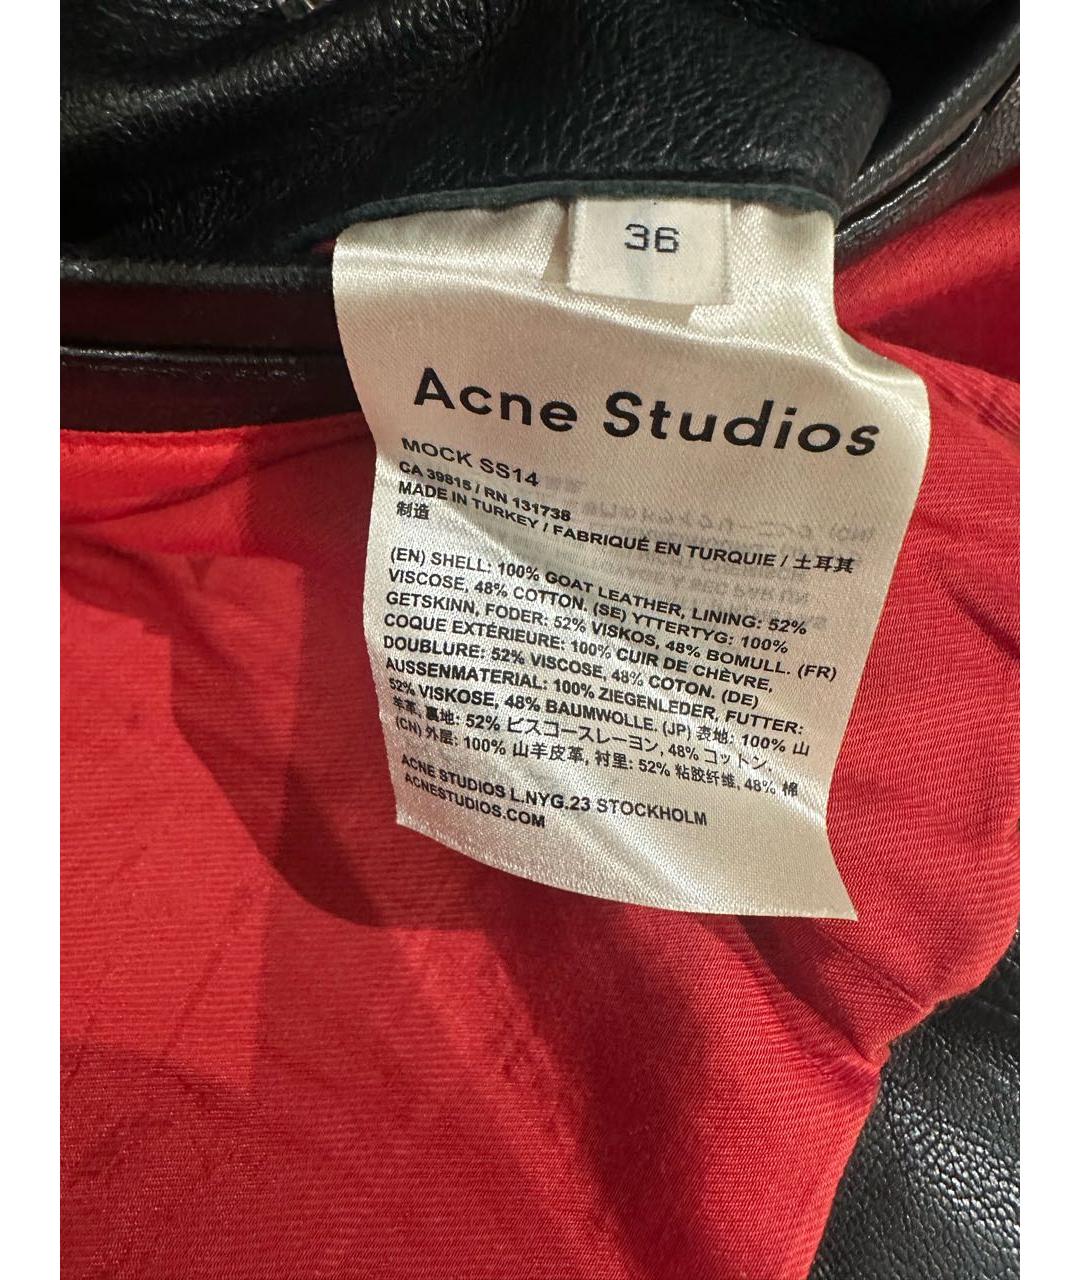 36
Acne Studios
MOCK SS14
CA 39815 / RN 131738
MADE IN TURKEY / FABRIQUÉ EN TURQUIE / 土耳其
制造
(EN) SHELL: 100% GOAT LEATHER, LINING: 52%
VISCOSE, 48% COTTON. (SE) YTTERTYG: 100%
GETSKINN, FODER: 52% VISKOS, 48% BOMULL. (FR)
COQUE EXTÉRIEURE: 100% CUIR DE CHÈVRE,
DOUBLURE: 52% VISCOSE, 48% COTON. (DE)
AUSSENMATERIAL: 100% ZIEGENLEDER, FUTTER:
52% VISKOSE, 48% BAUMWOLLE. (JP) 表地: 100% 山
羊革, 裏地: 52% ビスコースレーヨン, 48% コットン.
(CN) 外层: 100% 山羊皮革, 衬里: 52% 粘胶纤维, 48% 棉
ACNE STUDIOS L.NYG.23 STOCKHOLM
ACNESTUDIOS.COM